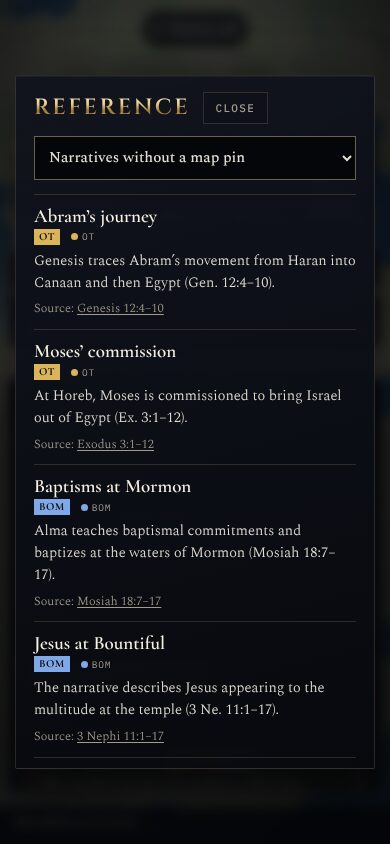 REFERENCE
CLOSE
Narratives without a map pin
Abram’s journey
OT OT
Genesis traces Abram’s movement from Haran into
Canaan and then Egypt (Gen. 12:4–10).
Source: Genesis 12:4–10
Moses’ commission
OT OT
At Horeb, Moses is commissioned to bring Israel
out of Egypt (Ex. 3:1–12).
Source: Exodus 3:1–12
Baptisms at Mormon
BOM BOM
Alma teaches baptismal commitments and
baptizes at the waters of Mormon (Mosiah 18:7–
17).
Source: Mosiah 18:7–17
Jesus at Bountiful
BOM BOM
The narrative describes Jesus appearing to the
multitude at the temple (3 Ne. 11:1–17).
Source: 3 Nephi 11:1–17